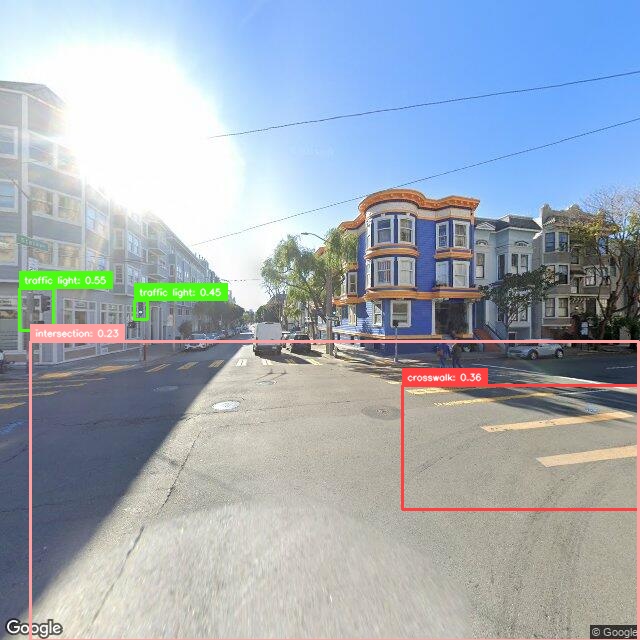 traffic light: 0.55
traffic light: 0.45
intersection: 0.23
crosswalk: 0.36
Google
© Google